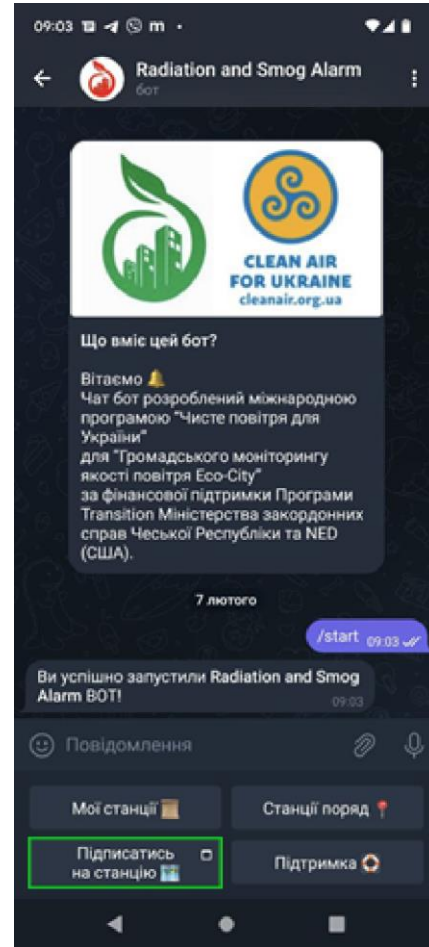 09:03
Radiation and Smog Alarm
бот
CLEAN AIR
FOR UKRAINE
cleanair.org.ua
Що вміє цей бот?
Вітаємо 🔔
Чат бот розроблений міжнародною
програмою "Чисте повітря для
України"
для "Громадського моніторингу
якості повітря Eco-City"
за фінансової підтримки Програми
Transition Міністерства закордонних
справ Чеської Республіки та NED
(США).
7 лютого
/start 09:03
Ви успішно запустили Radiation and Smog
Alarm BOT!
09:03
Повідомлення
Мої станції
Станції поряд 📍
Підписатись
на станцію
Підтримка